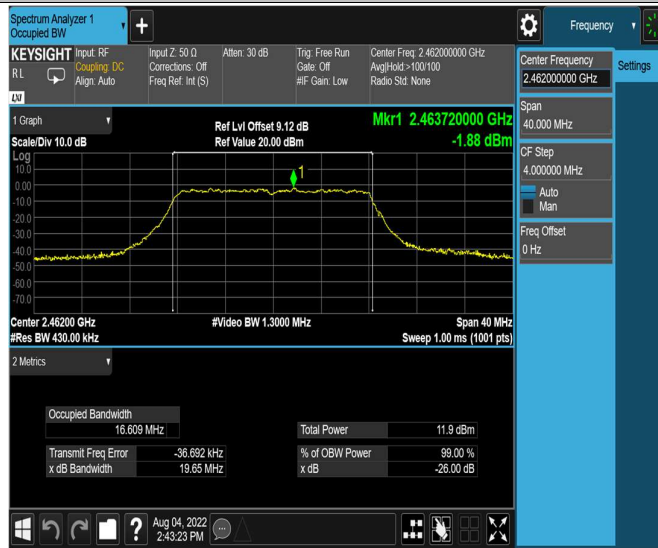 Spectrum Analyzer 1
Occupied BW
+
Frequency
KEYSIGHT
R L
LXI
Input: RF
Coupling: DC
Align: Auto
Input Z: 50 Ω
Corrections: Off
Freq Ref: Int (S)
Atten: 30 dB
Trig: Free Run
Gate: Off
#IF Gain: Low
Center Freq: 2.462000000 GHz
Avg|Hold:>100/100
Radio Std: None
Center Frequency
2.462000000 GHz
Settings
Span
40.000 MHz
CF Step
4.000000 MHz
Auto
Man
Freq Offset
0 Hz
1 Graph
Scale/Div 10.0 dB
Ref Lvl Offset 9.12 dB
Ref Value 20.00 dBm
Mkr1 2.463720000 GHz
-1.88 dBm
Log
10.0
0.00
-10.0
-20.0
-30.0
-40.0
-50.0
-60.0
-70.0
1
Center 2.46200 GHz
#Res BW 430.00 kHz
#Video BW 1.3000 MHz
Span 40 MHz
Sweep 1.00 ms (1001 pts)
2 Metrics
Occupied Bandwidth
16.609 MHz
Total Power 11.9 dBm
Transmit Freq Error -36.692 kHz
% of OBW Power 99.00 %
x dB Bandwidth 19.65 MHz
x dB -26.00 dB
?
Aug 04, 2022
2:43:23 PM